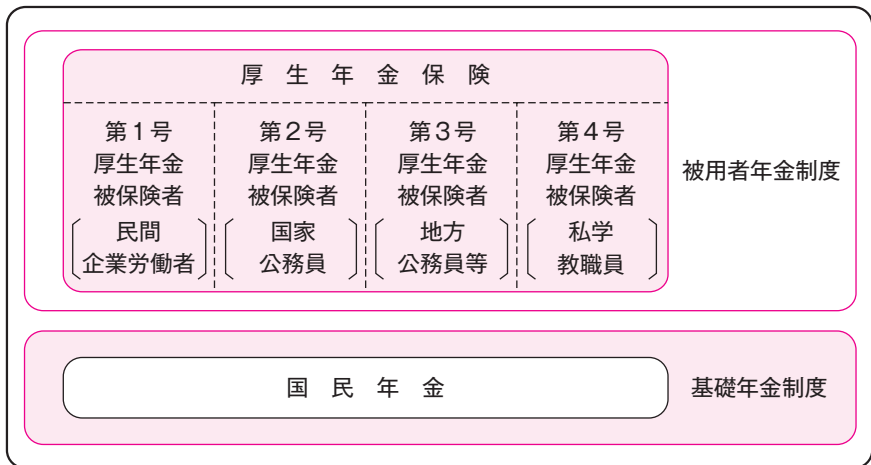 厚生年金保険
第1号
厚生年金
被保険者
民間
企業労働者
第2号
厚生年金
被保険者
国家
公務員
第3号
厚生年金
被保険者
地方
公務員等
第4号
厚生年金
被保険者
私学
教職員
被用者年金制度
国民年金
基礎年金制度